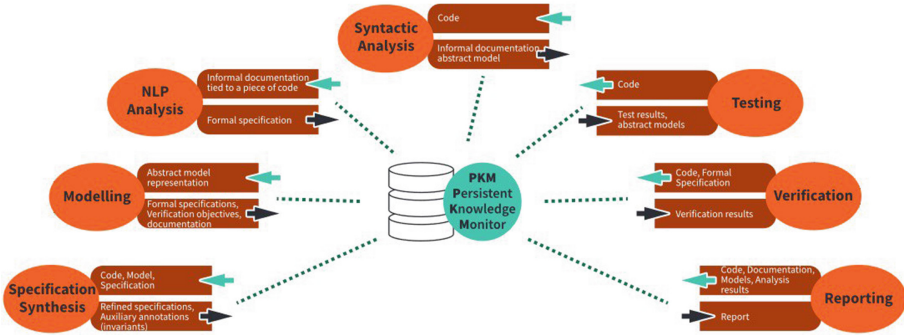 Syntactic
Analysis
Code
Informal documentation,
abstract model
NLP
Analysis
Informal documentation
tied to a piece of code
Formal specification
Testing
Code
Test results,
abstract models
Modelling
Abstract model
representation
Formal specifications,
Verification objectives,
documentation
PKM
Persistent
Knowledge
Monitor
Verification
Code, Formal
Specification
Verification results
Specification
Synthesis
Code, Model,
Specification
Refined specifications,
Auxiliary annotations
(invariants)
Reporting
Code, Documentation,
Models, Analysis
results
Report